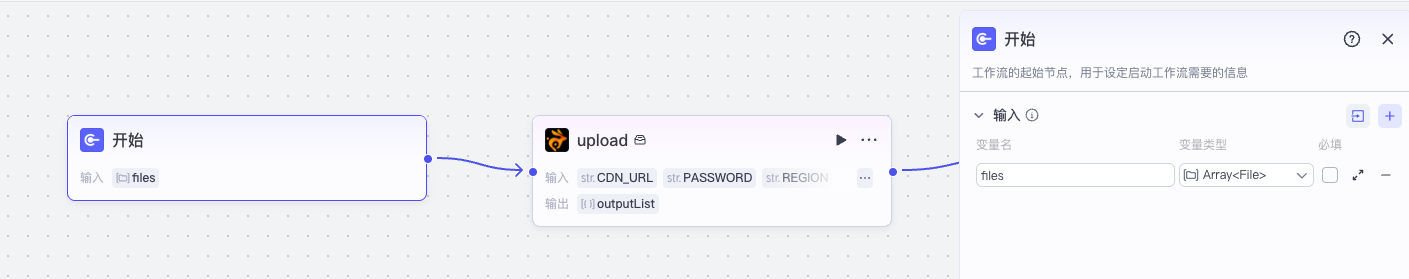 开始
输入 files
upload
输入 str. CDN_URL str. PASSWORD str. REGION ...
输出 outputList
开始
工作流的起始节点，用于设定启动工作流需要的信息
输入
变量名 变量类型 必填
files Array<File>